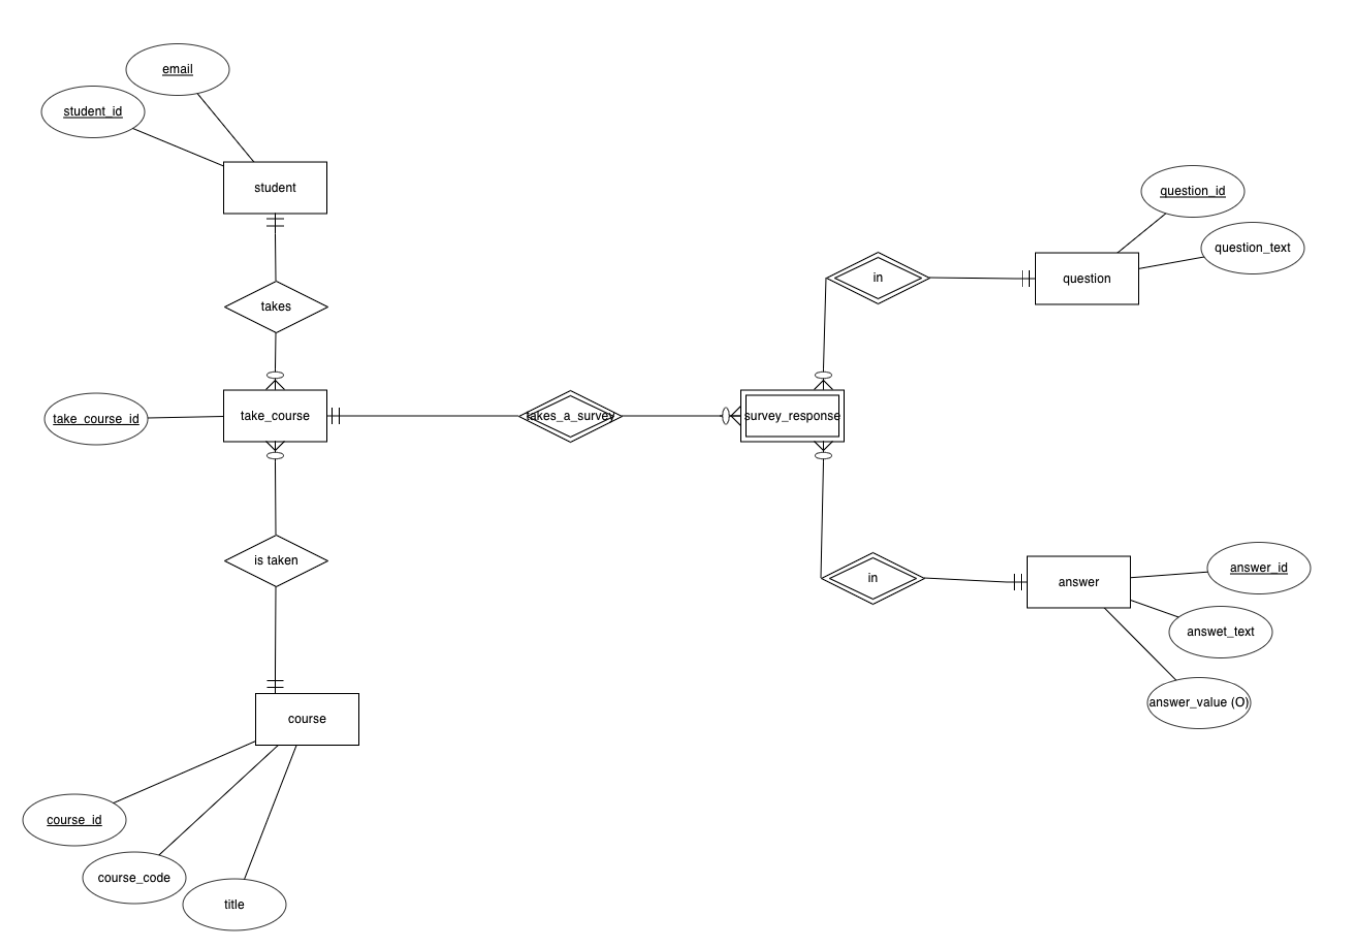 email
student_id
student
question_id
question_text
in
question
takes
take_course_id
take_course
takes_a_survey
survey_response
is taken
in
answer
answer_id
answet_text
answer_value (O)
course
course_id
course_code
title